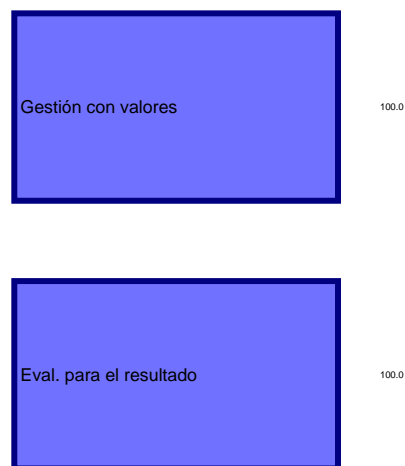 Gestión con valores
100.0
Eval. para el resultado
100.0